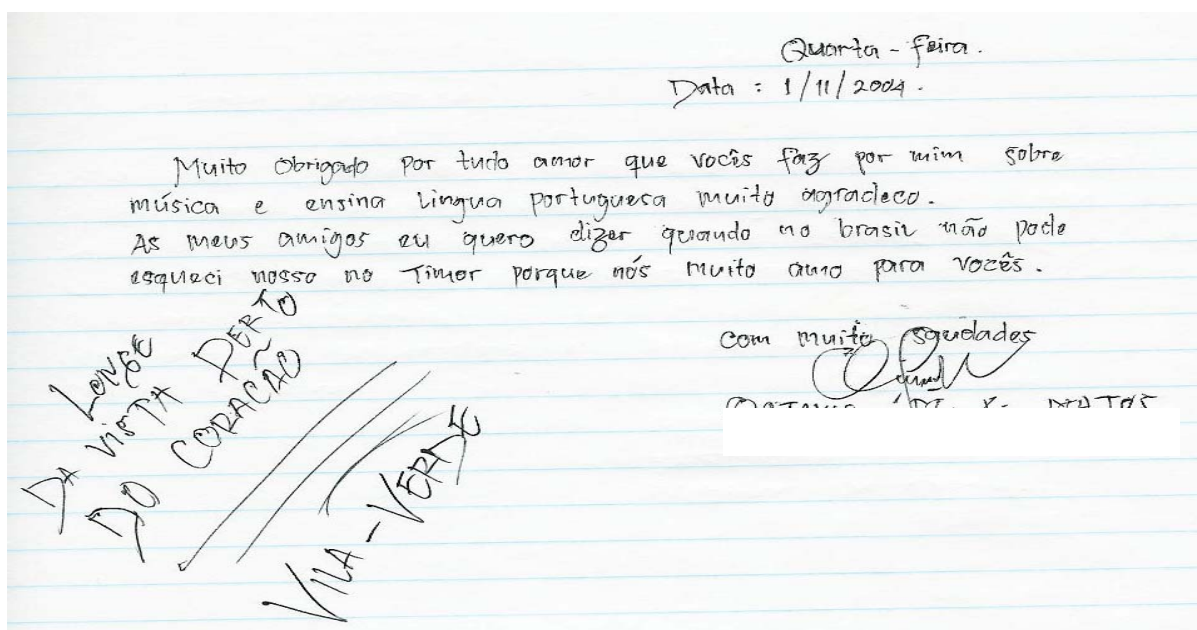 Quarta - feira.
Data : 1/11/2004.
Muito obrigado por tudo amor que vocês faz por mim sobre
música e ensina Lingua portuguesa muito agradeco.
As meus amigos eu quero dizer quando no brasil não pode
esqueci nosso no Timor porque nós muito amo para vocês.
com muito saudades
LONGE
DA VISTA PERTO
DO CORAÇÃO
VILA-VERDE